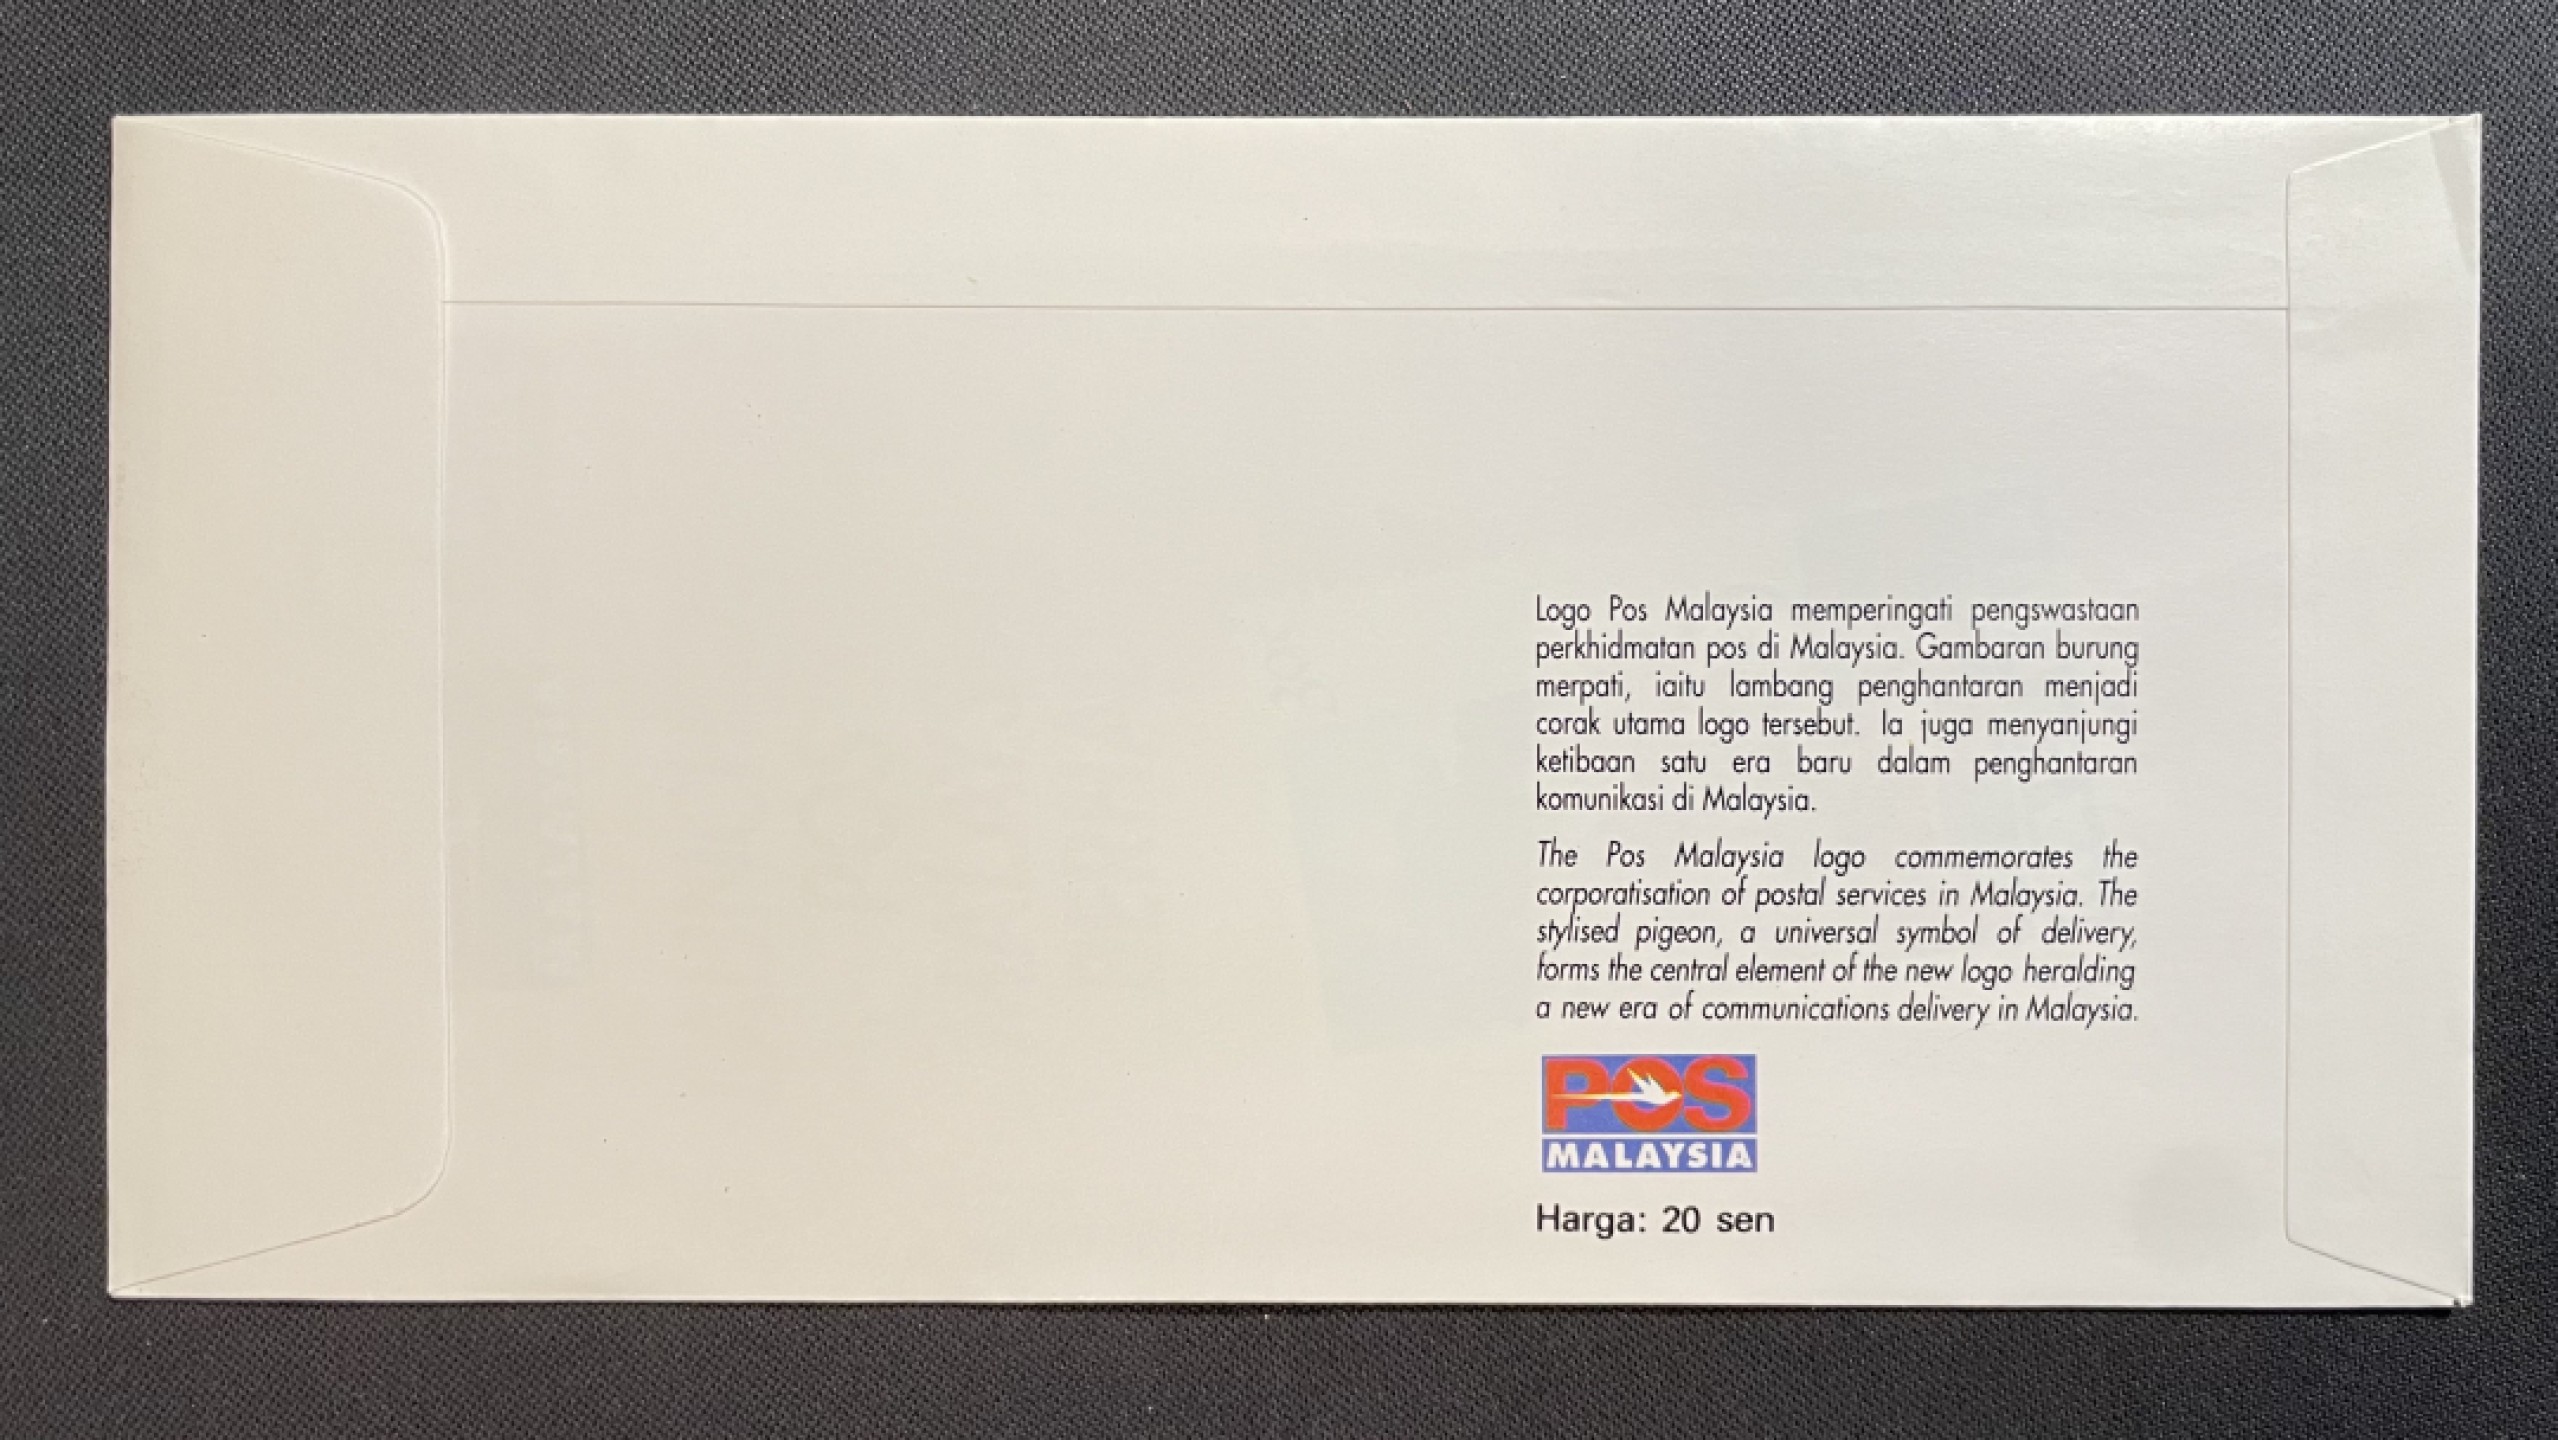 Logo Pos Malaysia memperingati pengswastaan
perkhidmatan pos di Malaysia. Gambaran burung
merpati, iaitu lambang penghantaran menjadi
corak utama logo tersebut. Ia juga menyanjungi
ketibaan satu era baru dalam penghantaran
komunikasi di Malaysia.
The Pos Malaysia logo commemorates the
corporatisation of postal services in Malaysia. The
stylised pigeon, a universal symbol of delivery,
forms the central element of the new logo heralding
a new era of communications delivery in Malaysia.
POS
MALAYSIA
Harga: 20 sen